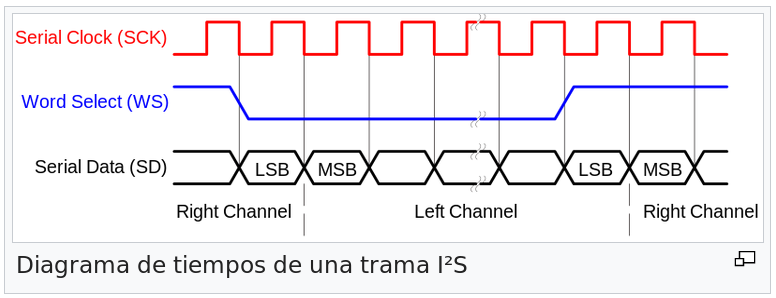 Serial Clock (SCK)
Word Select (WS)
Serial Data (SD)
LSB MSB LSB MSB
Right Channel Left Channel Right Channel
Diagrama de tiempos de una trama I²S